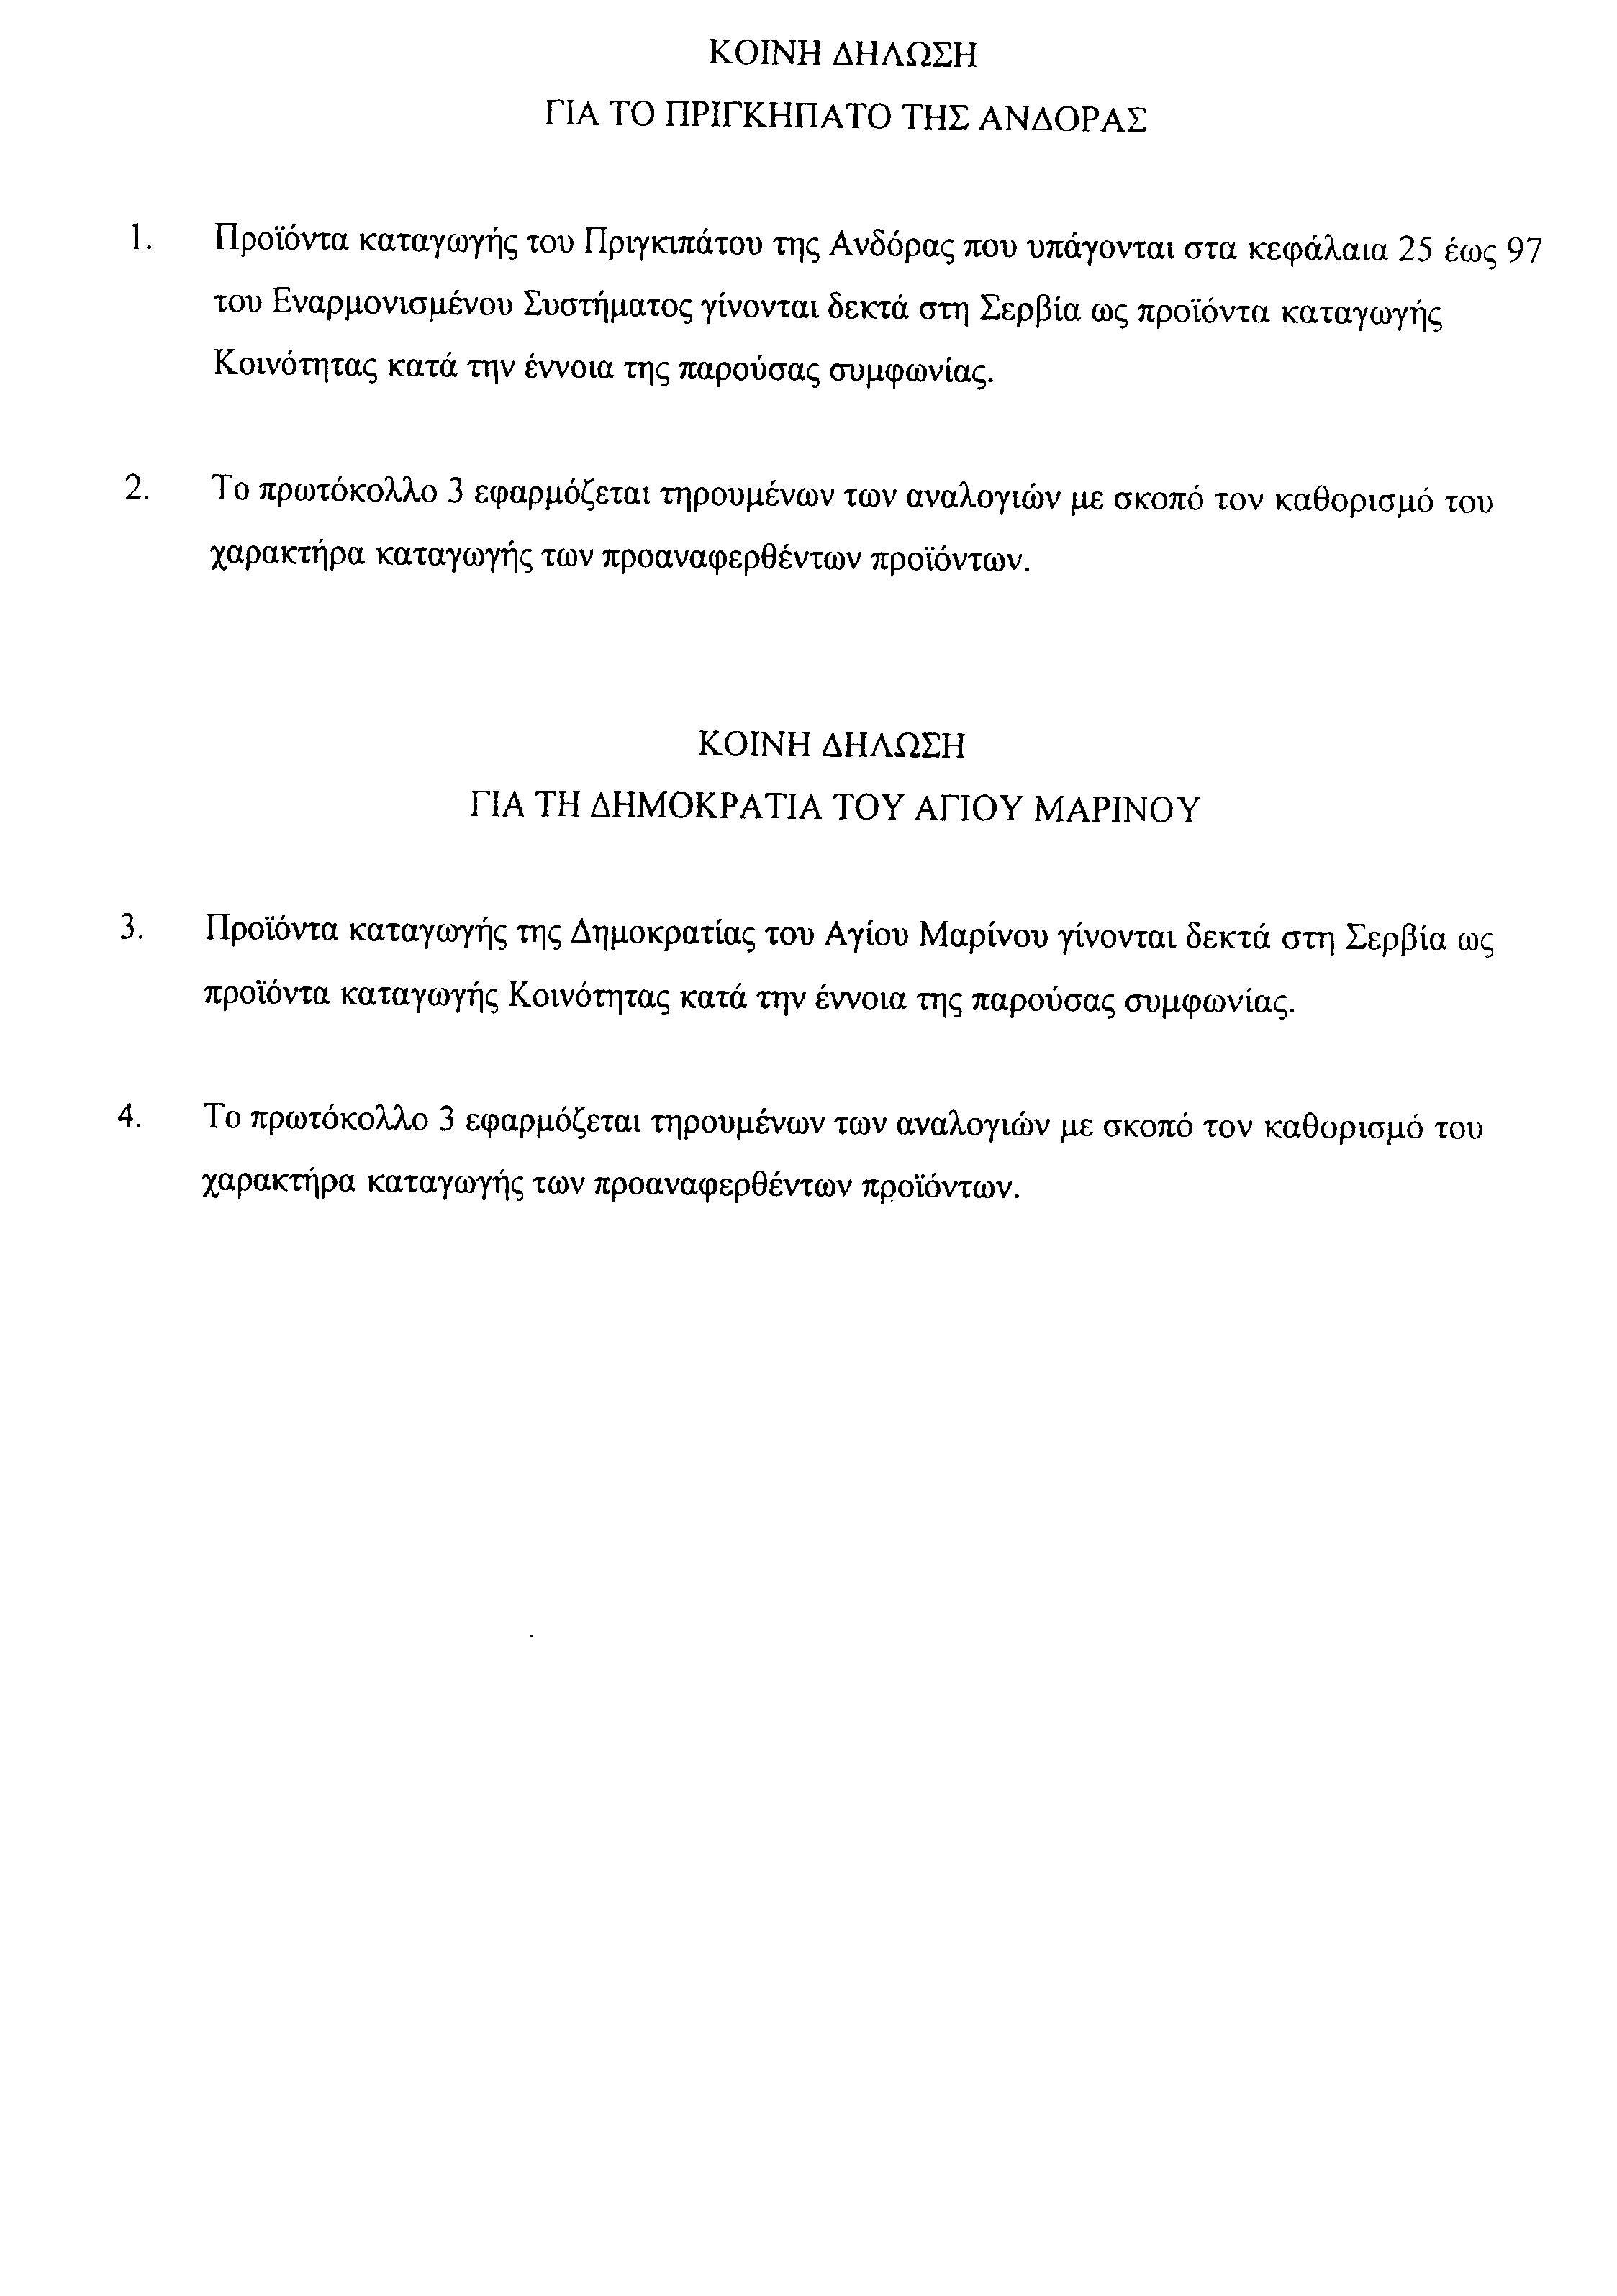 ΚΟΙΝΗ ΔΗΛΩΣΗ
ΓΙΑ ΤΟ ΠΡΙΓΚΗΠΑΤΟ ΤΗΣ ΑΝΔΟΡΑΣ
1. Προϊόντα καταγωγής του Πριγκιπάτου της Ανδόρας που υπάγονται στα κεφάλαια 25 έως 97
του Εναρμονισμένου Συστήματος γίνονται δεκτά στη Σερβία ως προϊόντα καταγωγής
Κοινότητας κατά την έννοια της παρούσας συμφωνίας.
2. Το πρωτόκολλο 3 εφαρμόζεται τηρουμένων των αναλογιών με σκοπό τον καθορισμό του
χαρακτήρα καταγωγής των προαναφερθέντων προϊόντων.
ΚΟΙΝΗ ΔΗΛΩΣΗ
ΓΙΑ ΤΗ ΔΗΜΟΚΡΑΤΙΑ ΤΟΥ ΑΓΙΟΥ ΜΑΡΙΝΟΥ
3. Προϊόντα καταγωγής της Δημοκρατίας του Αγίου Μαρίνου γίνονται δεκτά στη Σερβία ως
προϊόντα καταγωγής Κοινότητας κατά την έννοια της παρούσας συμφωνίας.
4. Το πρωτόκολλο 3 εφαρμόζεται τηρουμένων των αναλογιών με σκοπό τον καθορισμό του
χαρακτήρα καταγωγής των προαναφερθέντων προϊόντων.